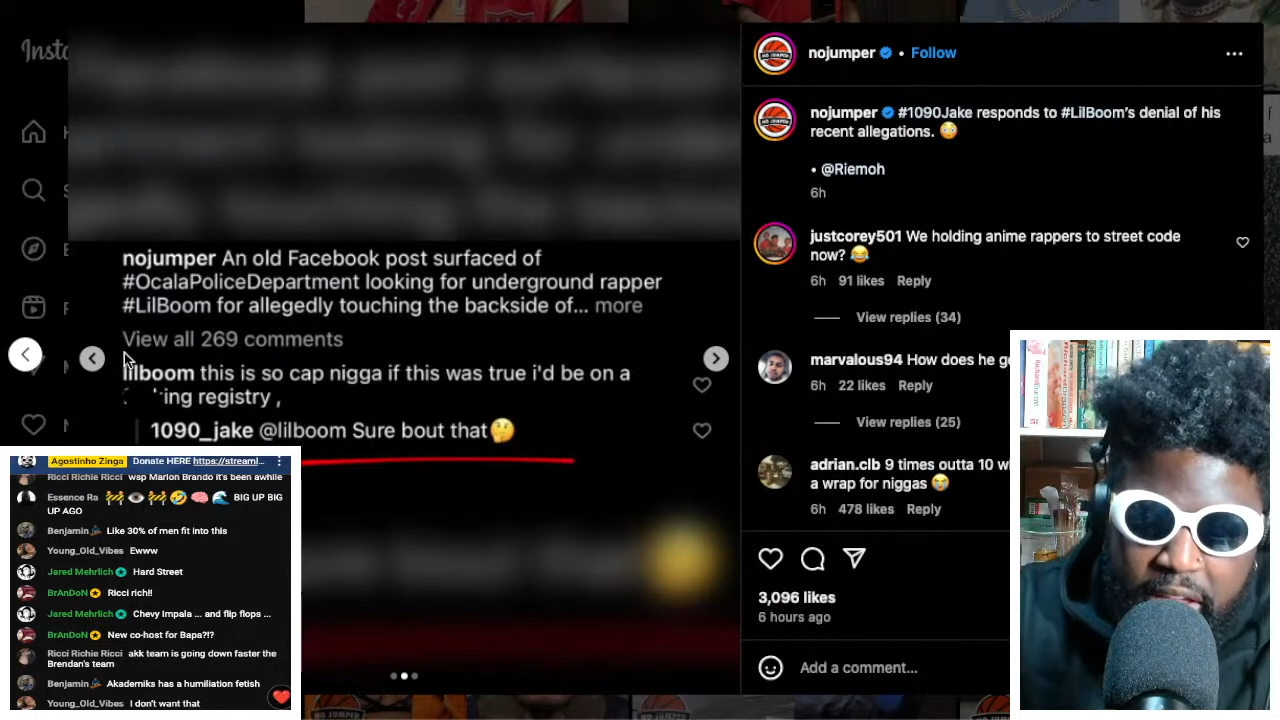 Insta
nojumper • Follow
nojumper #1090Jake responds to #LilBoom's denial of his
recent allegations. 😳
• @Riemoh
6h
justcorey501 We holding anime rappers to street code
now? 😂
6h 91 likes Reply
View replies (34)
marvalous94 How does he
6h 22 likes Reply
View replies (25)
adrian.clb 9 times outta 10
a wrap for niggas 😭
6h 478 likes Reply
3,096 likes
6 hours ago
Add a comment…
nojumper An old Facebook post surfaced of
#OcalaPoliceDepartment looking for underground rapper
#LilBoom for allegedly touching the backside of... more
View all 269 comments
lilboom this is so cap nigga if this was true i'd be on a
registry ,
1090_jake @lilboom Sure bout that🤔
Agostinho Zinga Donate HERE https://streaml...
Ricci Richie Ricci wsp Marlon Brando it's been awhile
Essence Ra 🚧👁️🚧🤣🧠🌊 BIG UP BIG
UP AGO
Benjamin Like 30% of men fit into this
Young_Old_Vibes Ewww
Jared Mehrlich Hard Street
BrAnDoN Ricci rich!!
Jared Mehrlich Chevy Impala ... and flip flops ...
BrAnDoN New co-host for Bapa?!?
Ricci Richie Ricci akk team is going down faster the
Brendan's team
Benjamin Akademiks has a humiliation fetish
Young_Old_Vibes I don't want that